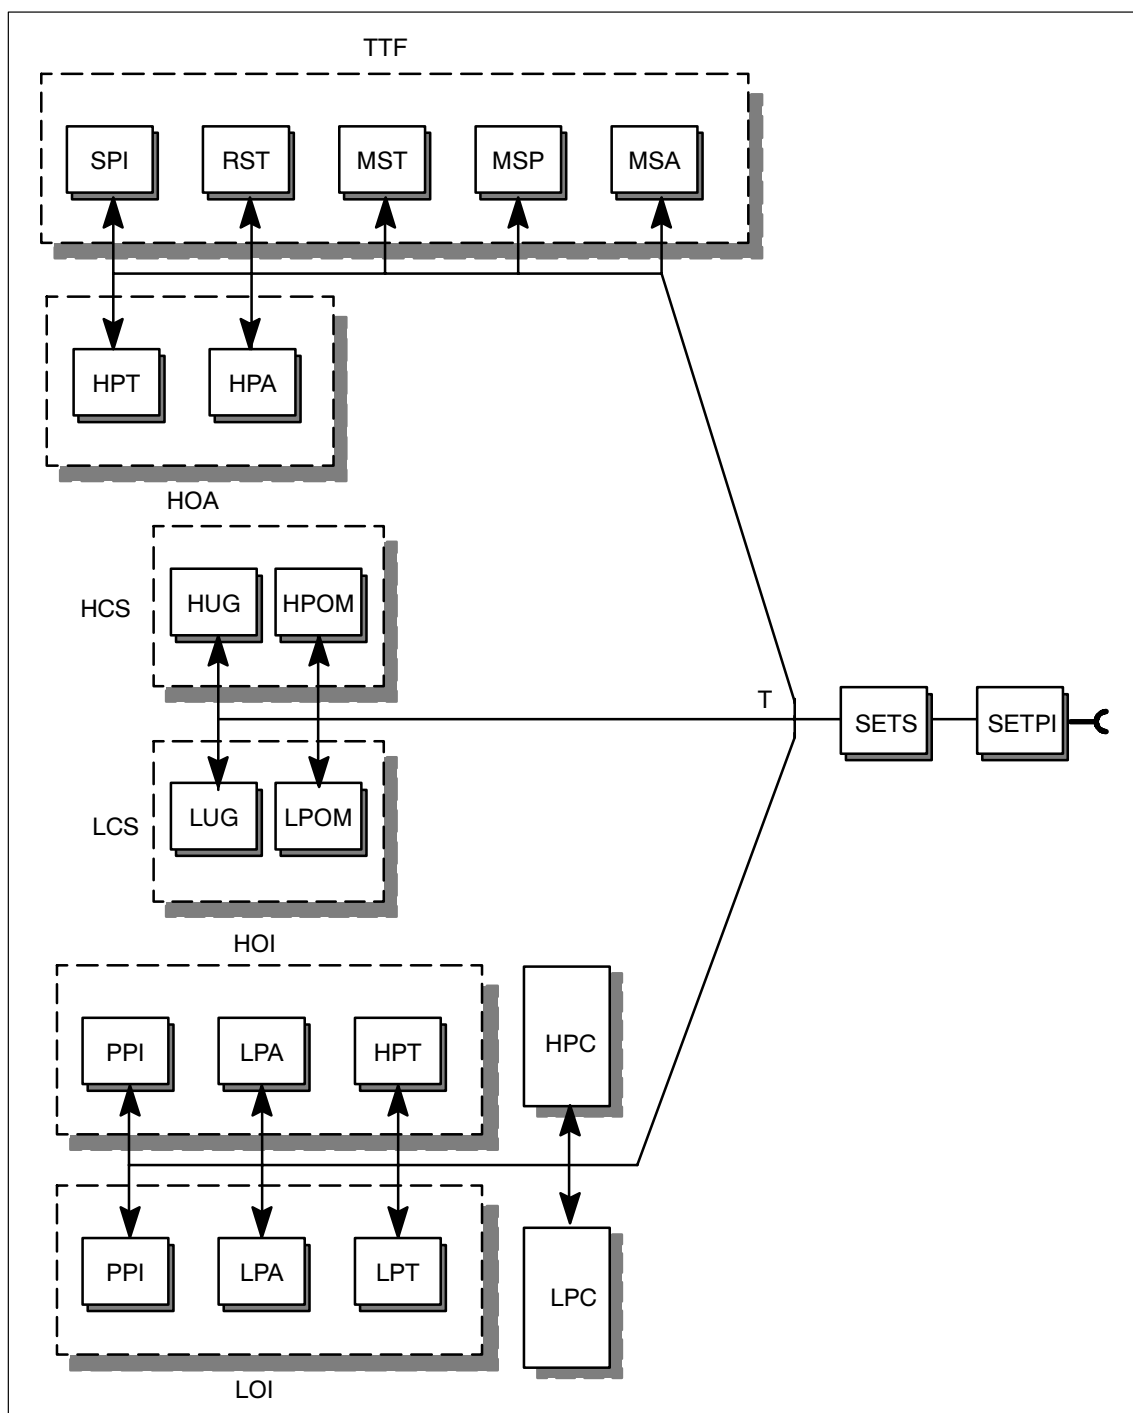 TTF
SPI RST MST MSP MSA
HPT HPA
HOA
HCS HUG HPOM
T SETS SETPI
LCS LUG LPOM
HOI
PPI LPA HPT HPC
PPI LPA LPT LPC
LOI